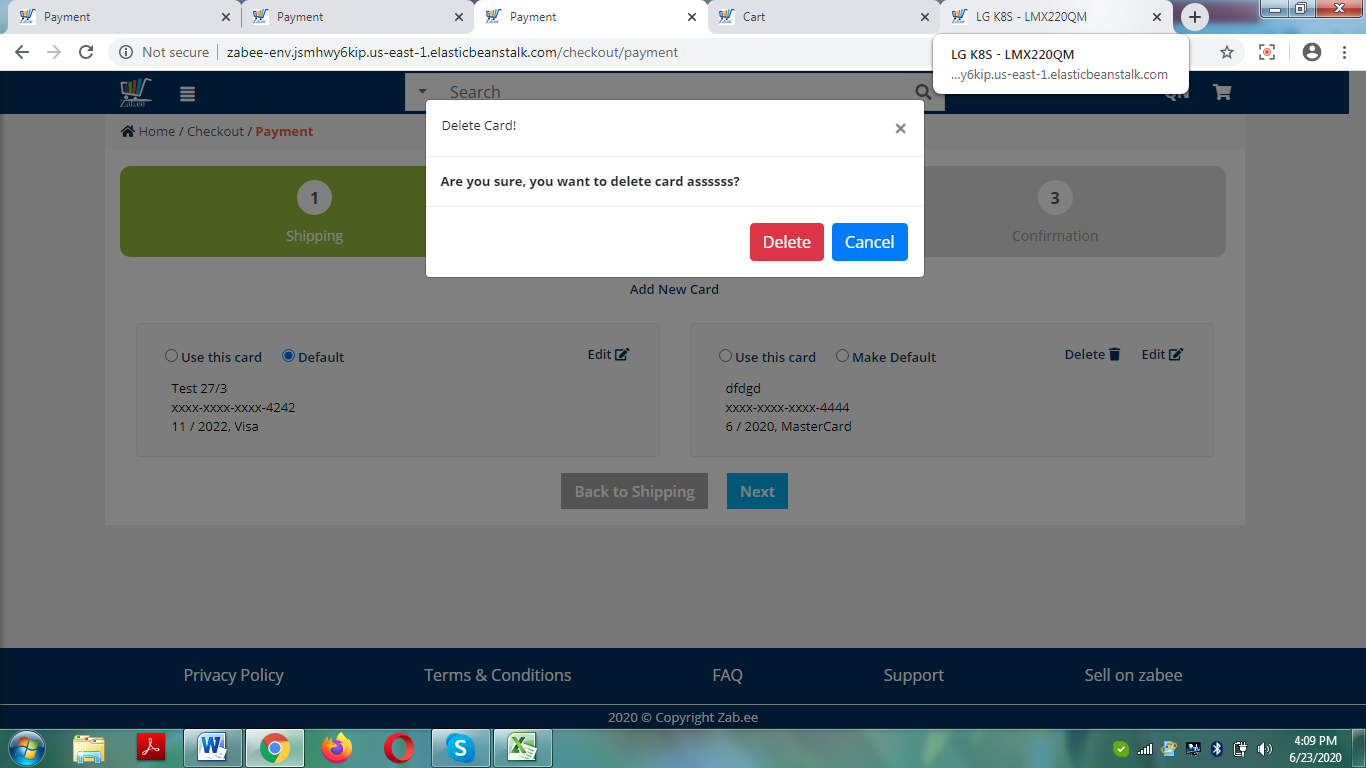 Payment
Payment
Payment
Cart
LG K8S - LMX220QM
Not secure
zabee-env.jsmhwy6kip.us-east-1.elasticbeanstalk.com/checkout/payment
LG K8S - LMX220QM
...y6kip.us-east-1.elasticbeanstalk.com
Zab.ee
Search
QN
Home / Checkout / Payment
Delete Card!
×
Are you sure, you want to delete card assssss?
Delete
Cancel
1
Shipping
3
Confirmation
Add New Card
Use this card
Default
Edit
Test 27/3
xxxx-xxxx-xxxx-4242
11 / 2022, Visa
Use this card
Make Default
Delete
Edit
dfdgd
xxxx-xxxx-xxxx-4444
6 / 2020, MasterCard
Back to Shipping
Next
Privacy Policy
Terms & Conditions
FAQ
Support
Sell on zabee
2020 © Copyright Zab.ee
4:09 PM
6/23/2020